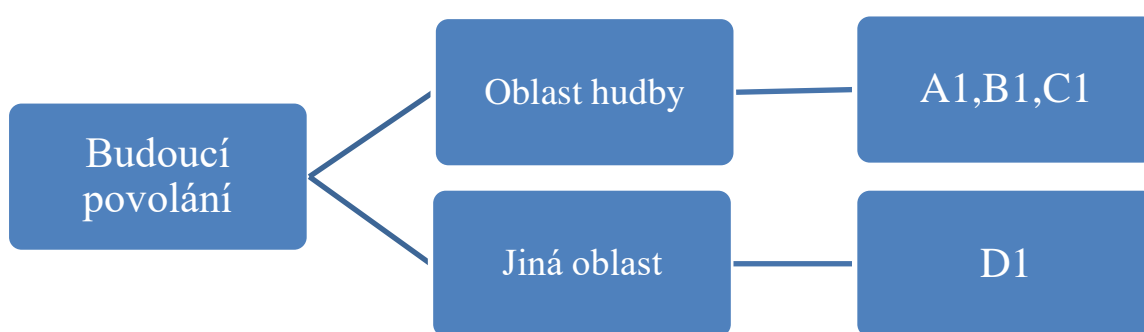 Budoucí
povolání
Oblast hudby
A1,B1,C1
Jiná oblast
D1